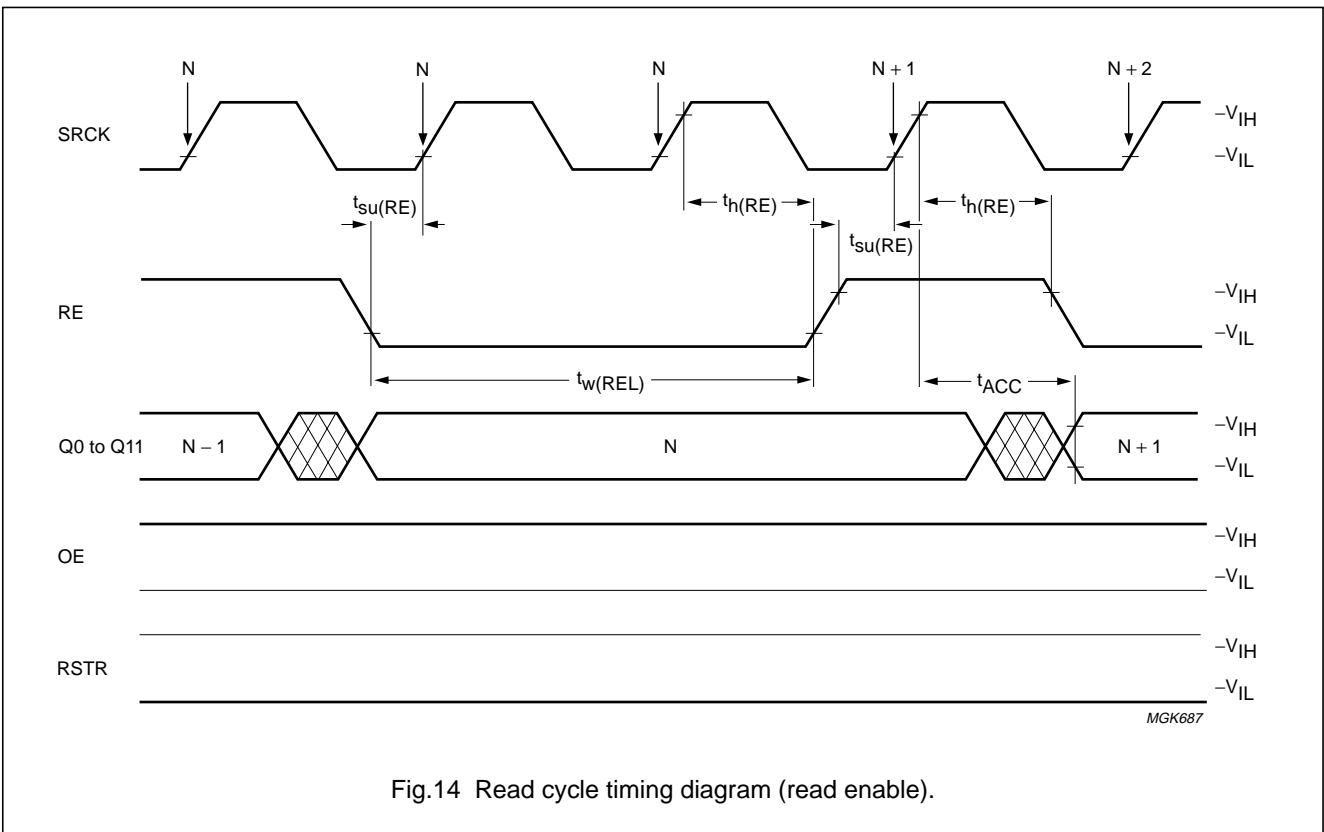 N N N N + 1 N + 2
SRCK
–VIH
–VIL
tsu(RE)
th(RE)
th(RE)
tsu(RE)
RE
–VIH
–VIL
tw(REL)
tACC
Q0 to Q11 N – 1 N N + 1
–VIH
–VIL
OE
–VIH
–VIL
RSTR
–VIH
–VIL
MGK687
Fig.14 Read cycle timing diagram (read enable).